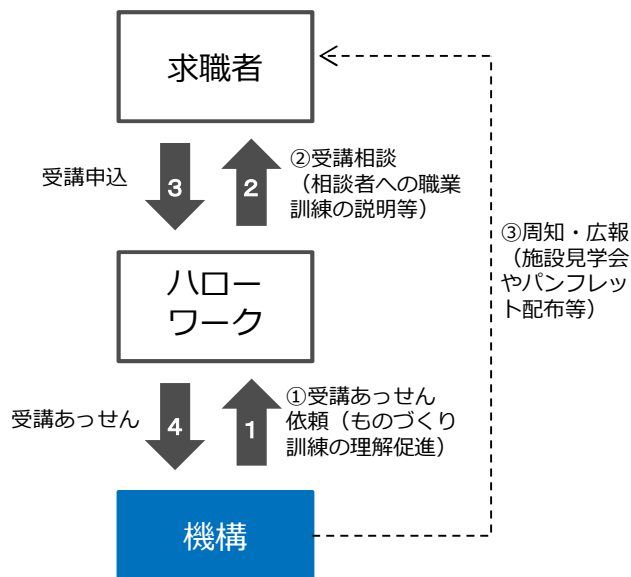 求職者
受講申込
3
2
②受講相談
（相談者への職業
訓練の説明等）
③周知・広報
（施設見学会
やパンフレッ
ト配布等）
ハロー
ワーク
受講あっせん
4
1
①受講あっせん
依頼（ものづくり
訓練の理解促進）
機構